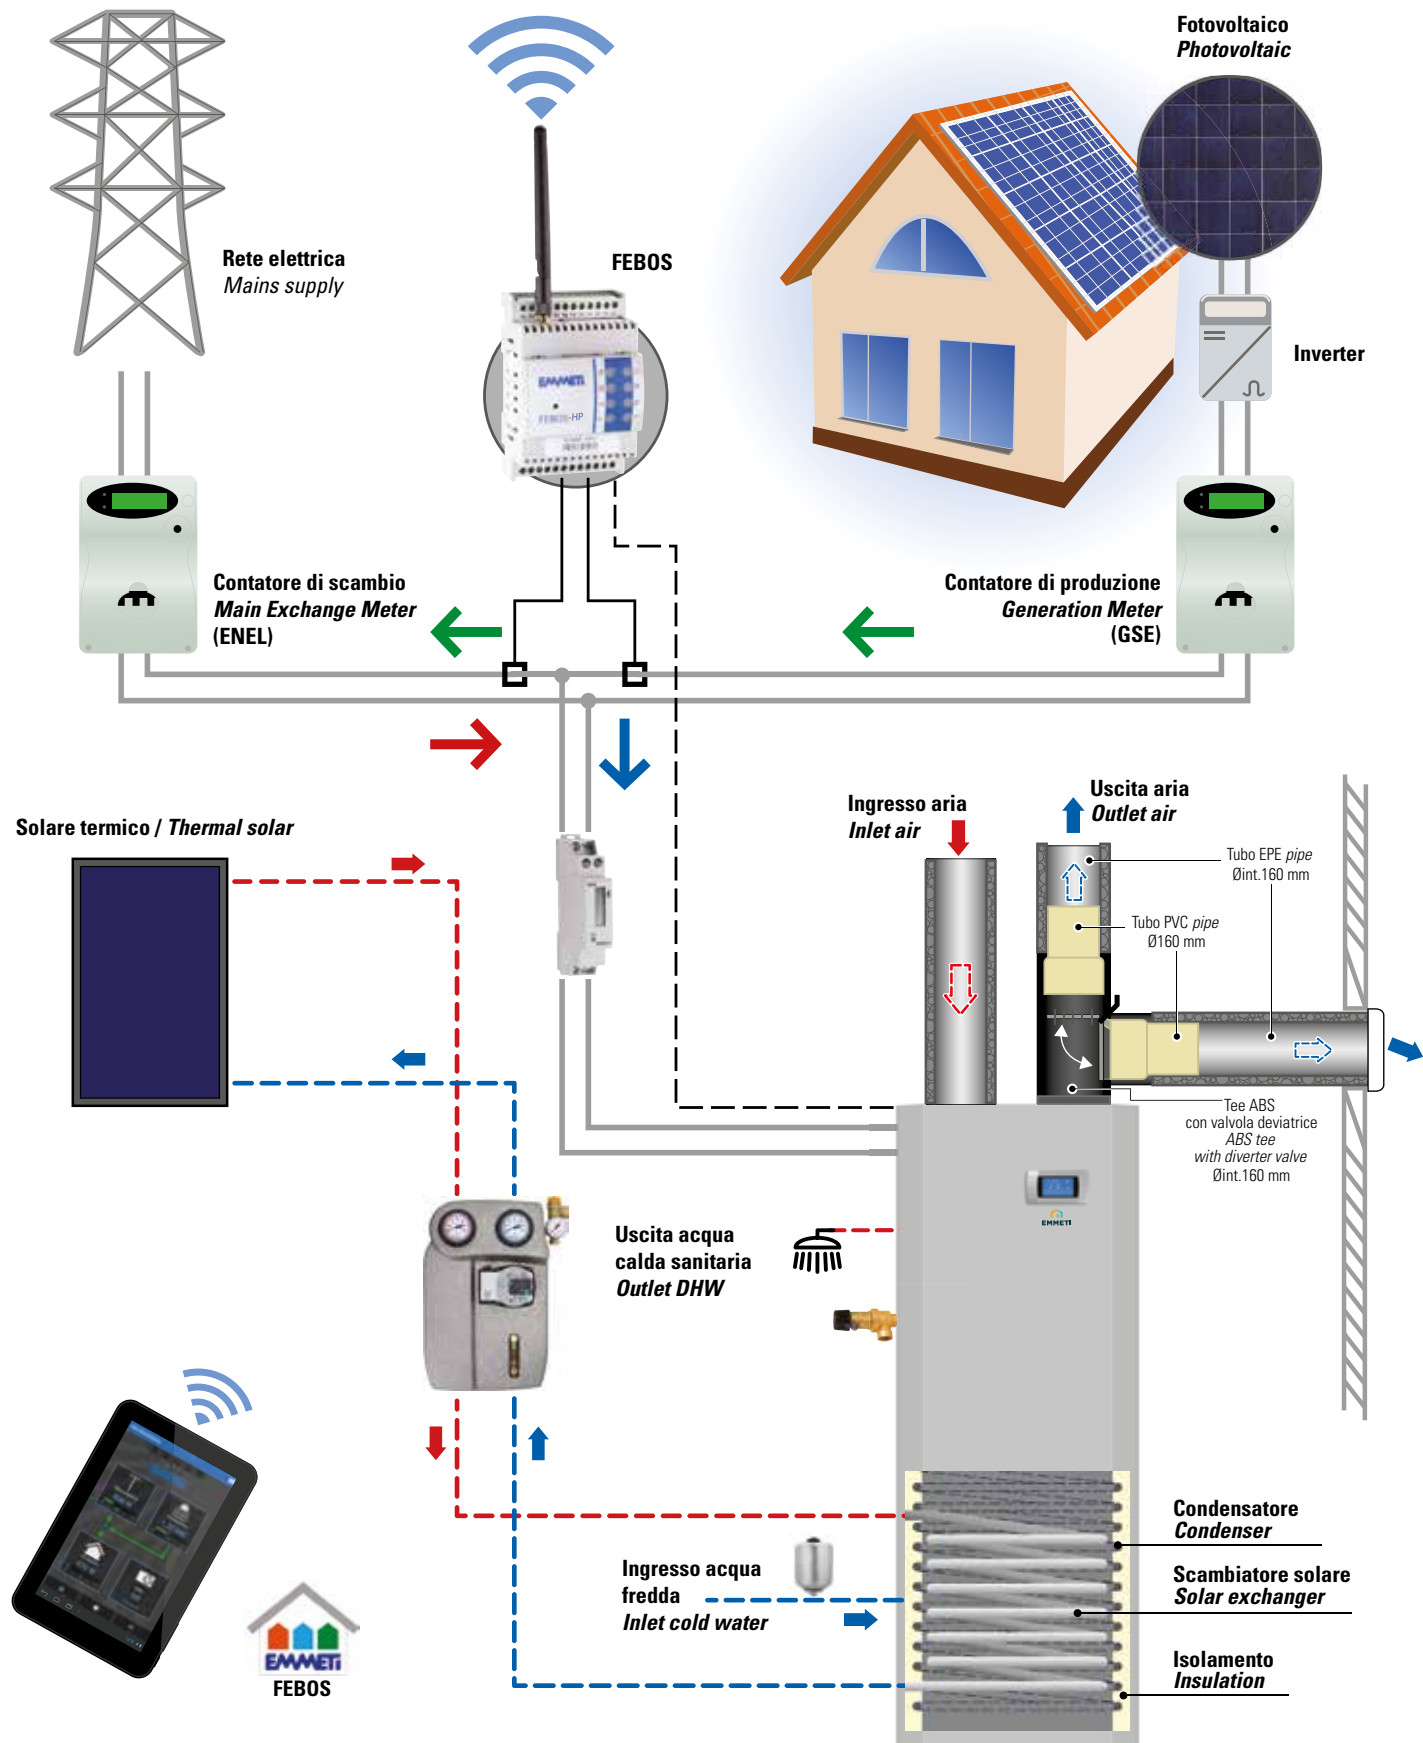 Fotovoltaico
Photovoltaic
Rete elettrica
Mains supply
FEBOS
EMMETI
FEBOS-HP
Inverter
Contatore di scambio
Main Exchange Meter
(ENEL)
Contatore di produzione
Generation Meter
(GSE)
Solare termico / Thermal solar
Ingresso aria
Inlet air
Uscita aria
Outlet air
Tubo EPE pipe
Øint.160 mm
Tubo PVC pipe
Ø160 mm
Tee ABS
con valvola deviatrice
ABS tee
with diverter valve
Øint.160 mm
EMMETI
Uscita acqua
calda sanitaria
Outlet DHW
Ingresso acqua
fredda
Inlet cold water
Condensatore
Condenser
Scambiatore solare
Solar exchanger
Isolamento
Insulation
EMMETI
FEBOS